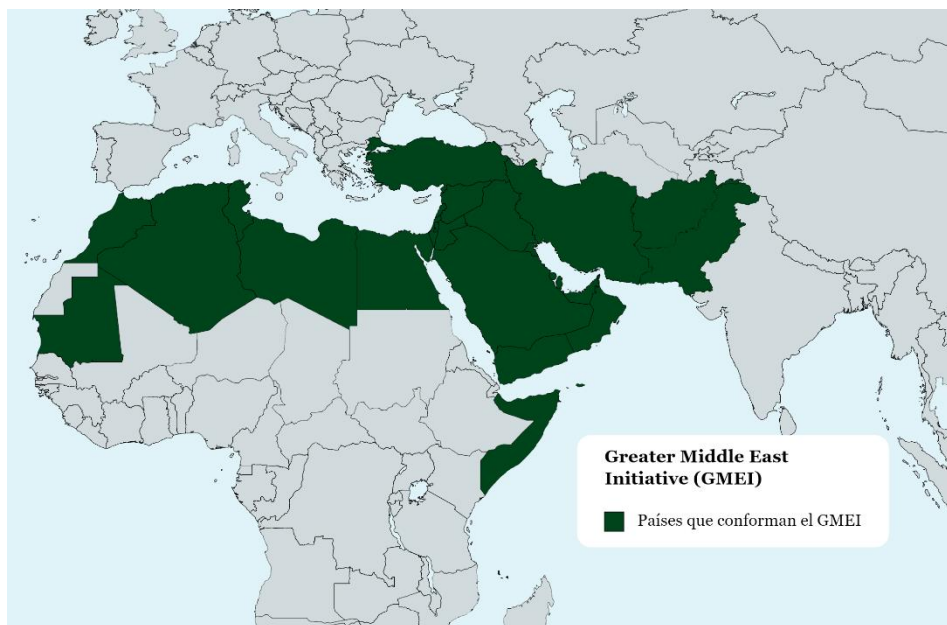 Greater Middle East
Initiative (GMEI)
Países que conforman el GMEI